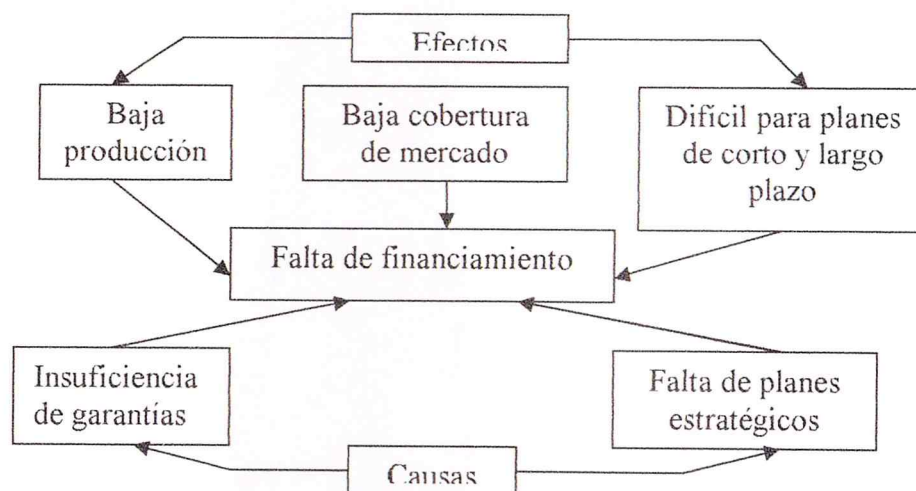 Efectos
Baja
producción
Baja cobertura
de mercado
Difícil para planes
de corto y largo
plazo
Falta de financiamiento
Insuficiencia
de garantías
Falta de planes
estratégicos
Causas